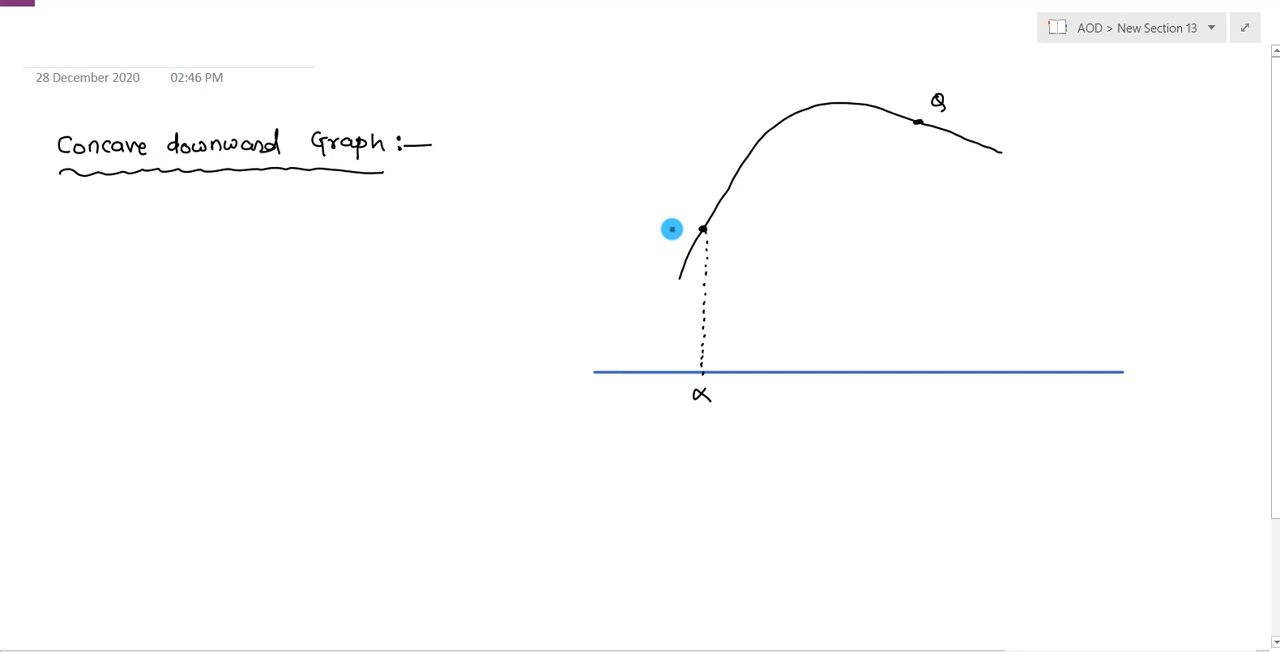 AOD > New Section 13
28 December 2020 02:46 PM
Concave downward Graph :—
Q
α